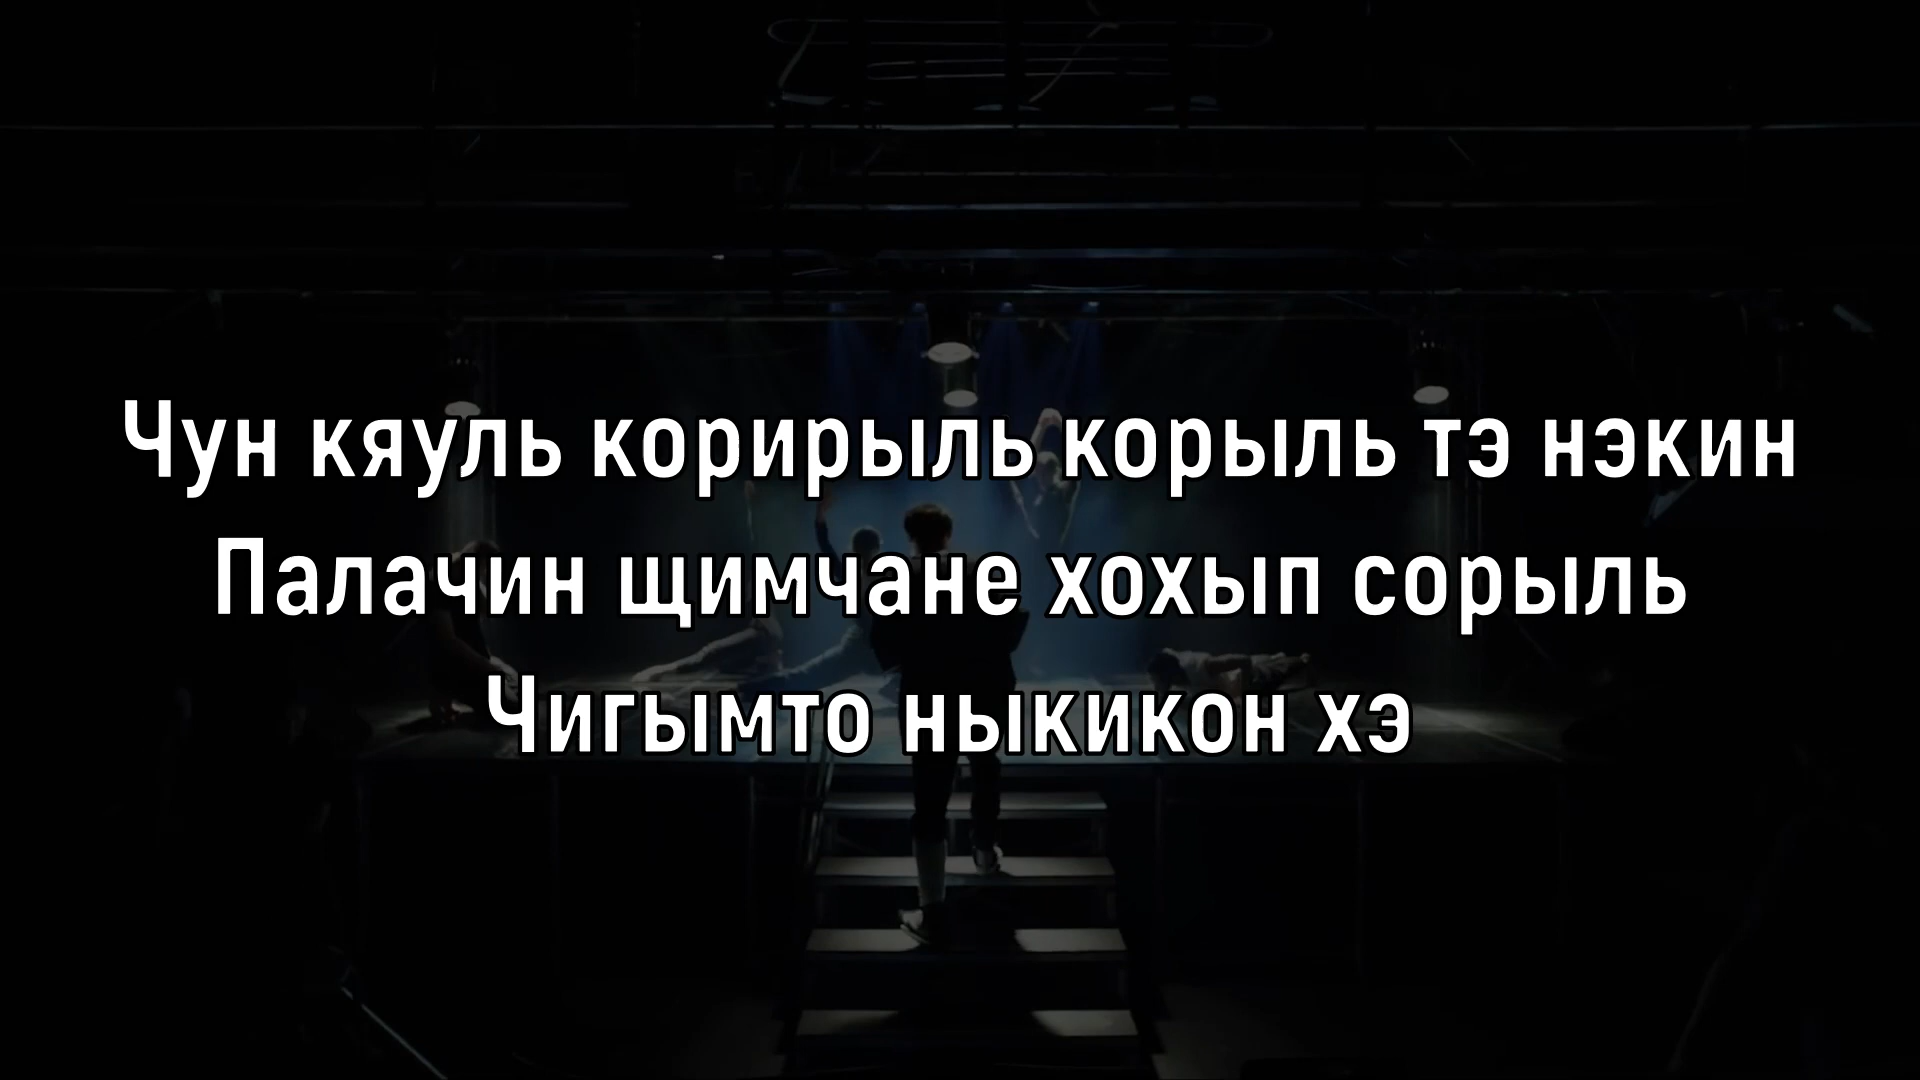 Чун кяуль корирыль корыль тэ нэкин
Палачин щимчане хохып сорыль
Чигымто ныкикон хэ